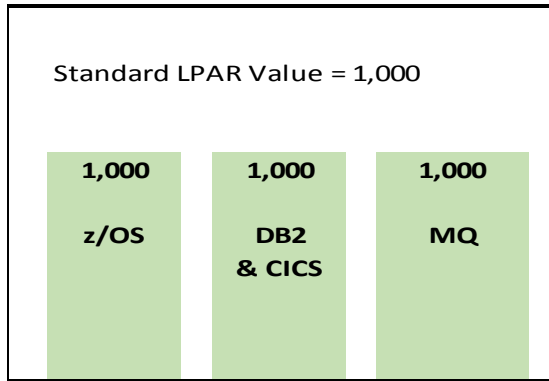 Standard LPAR Value = 1,000
1,000 1,000 1,000
z/OS DB2 MQ
& CICS